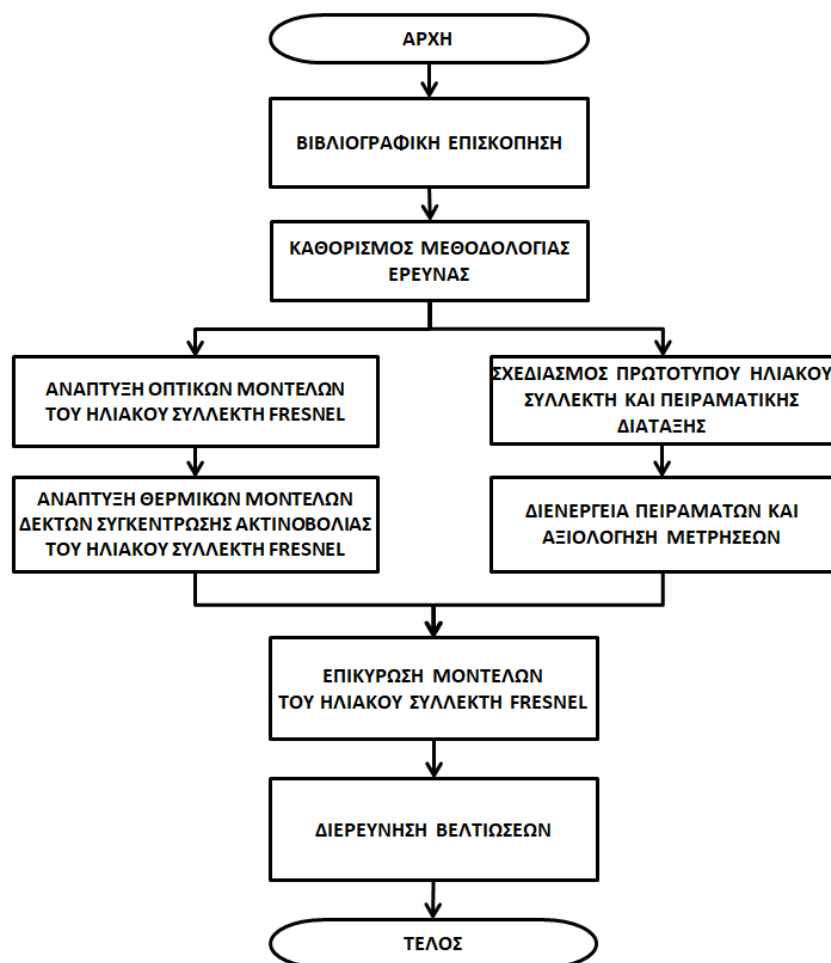 ΑΡΧΗ
ΒΙΒΛΙΟΓΡΑΦΙΚΗ ΕΠΙΣΚΟΠΗΣΗ
ΚΑΘΟΡΙΣΜΟΣ ΜΕΘΟΔΟΛΟΓΙΑΣ
ΕΡΕΥΝΑΣ
ΑΝΑΠΤΥΞΗ ΟΠΤΙΚΩΝ ΜΟΝΤΕΛΩΝ
ΤΟΥ ΗΛΙΑΚΟΥ ΣΥΛΛΕΚΤΗ FRESNEL
ΑΝΑΠΤΥΞΗ ΘΕΡΜΙΚΩΝ ΜΟΝΤΕΛΩΝ
ΔΕΚΤΩΝ ΣΥΓΚΕΝΤΡΩΣΗΣ ΑΚΤΙΝΟΒΟΛΙΑΣ
ΤΟΥ ΗΛΙΑΚΟΥ ΣΥΛΛΕΚΤΗ FRESNEL
ΣΧΕΔΙΑΣΜΟΣ ΠΡΩΤΟΤΥΠΟΥ ΗΛΙΑΚΟΥ
ΣΥΛΛΕΚΤΗ ΚΑΙ ΠΕΙΡΑΜΑΤΙΚΗΣ
ΔΙΑΤΑΞΗΣ
ΔΙΕΝΕΡΓΕΙΑ ΠΕΙΡΑΜΑΤΩΝ ΚΑΙ
ΑΞΙΟΛΟΓΗΣΗ ΜΕΤΡΗΣΕΩΝ
ΕΠΙΚΥΡΩΣΗ ΜΟΝΤΕΛΩΝ
ΤΟΥ ΗΛΙΑΚΟΥ ΣΥΛΛΕΚΤΗ FRESNEL
ΔΙΕΡΕΥΝΗΣΗ ΒΕΛΤΙΩΣΕΩΝ
ΤΕΛΟΣ